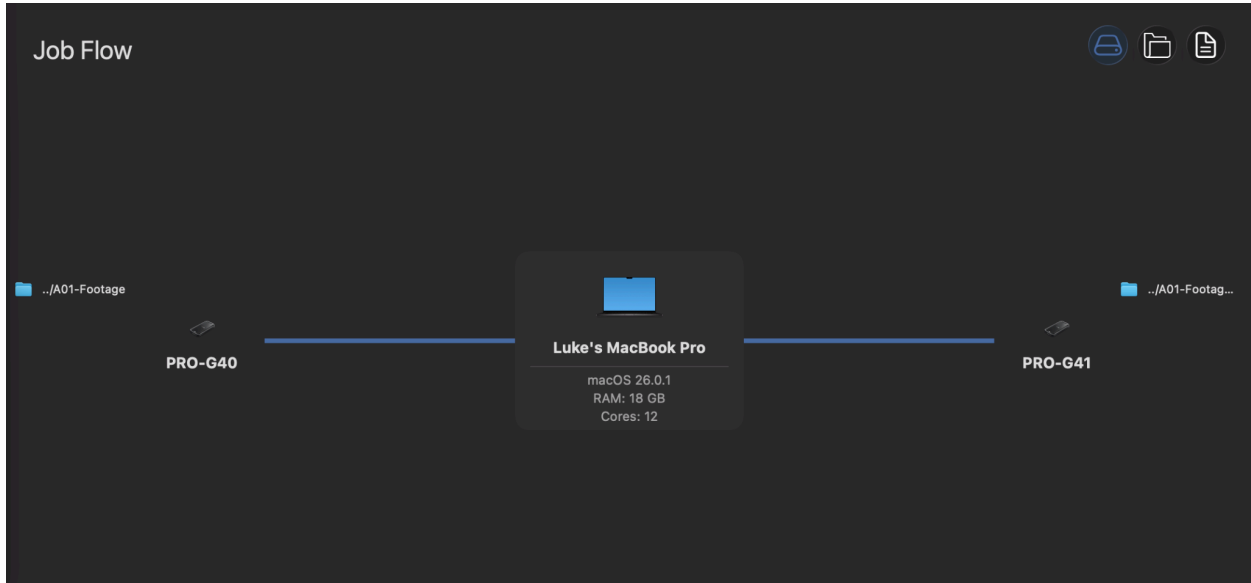 Job Flow
../A01-Footage
PRO-G40
Luke's MacBook Pro
macOS 26.0.1
RAM: 18 GB
Cores: 12
../A01-Footag...
PRO-G41